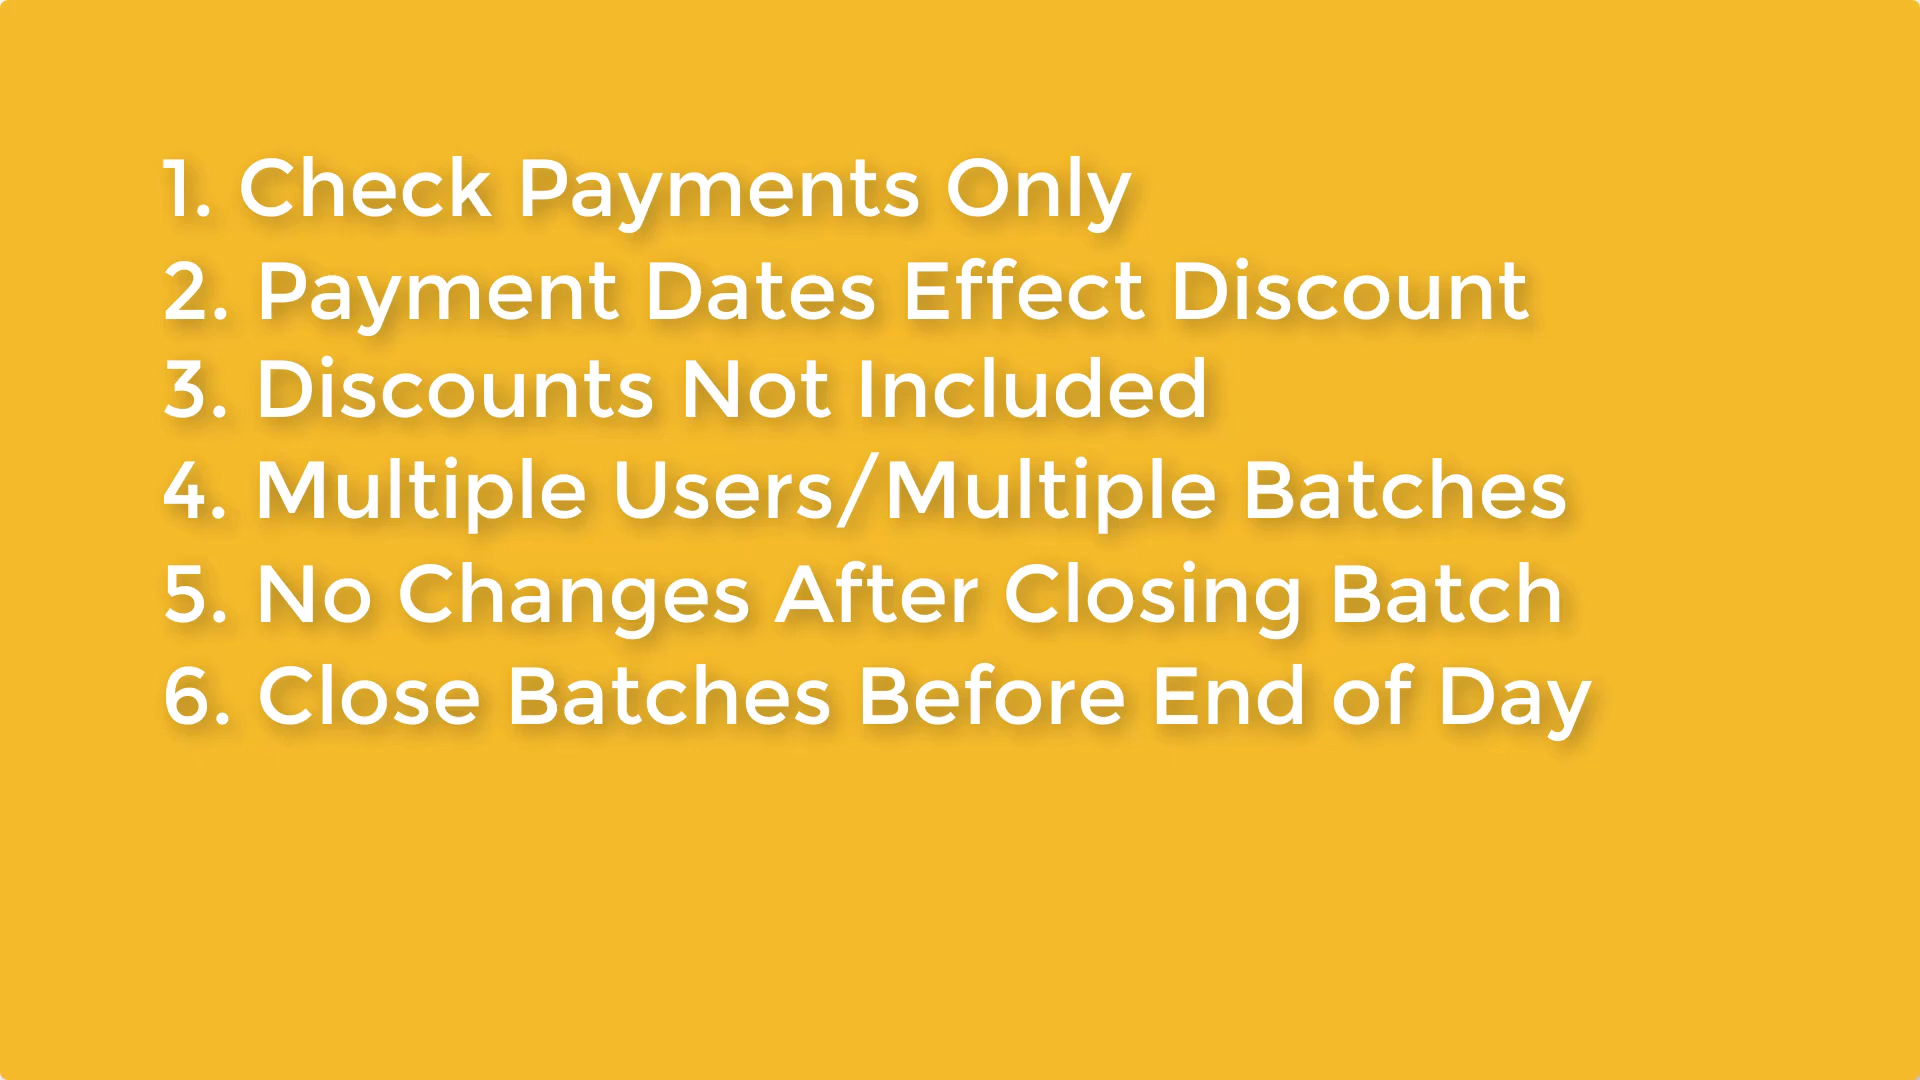 1. Check Payments Only
2. Payment Dates Effect Discount
3. Discounts Not Included
4. Multiple Users/Multiple Batches
5. No Changes After Closing Batch
6. Close Batches Before End of Day